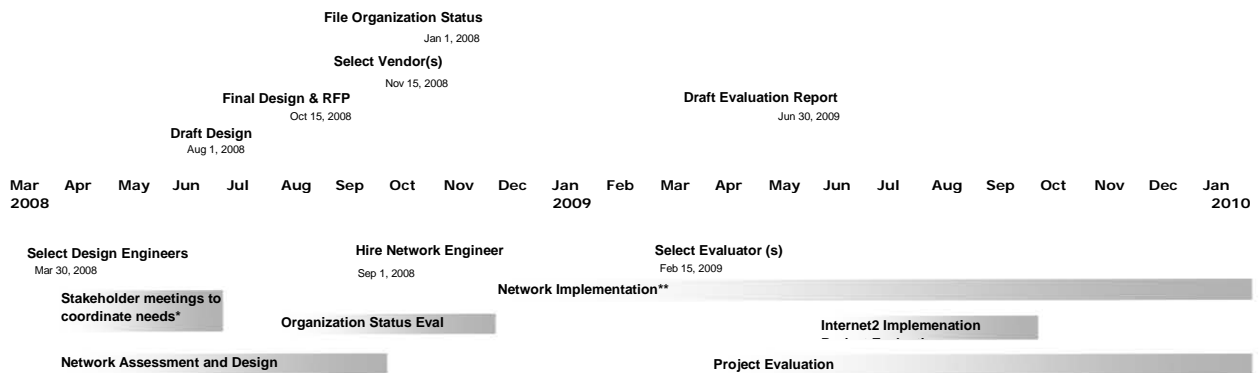 File Organization Status
Jan 1, 2008
Select Vendor(s)
Nov 15, 2008
Final Design & RFP
Oct 15, 2008
Draft Evaluation Report
Jun 30, 2009
Draft Design
Aug 1, 2008
Mar Apr May Jun Jul Aug Sep Oct Nov Dec Jan Feb Mar Apr May Jun Jul Aug Sep Oct Nov Dec Jan
2008 2009 2010
Select Design Engineers
Mar 30, 2008
Hire Network Engineer
Sep 1, 2008
Select Evaluator (s)
Feb 15, 2009
Network Implementation**
Stakeholder meetings to
coordinate needs*
Organization Status Eval
Internet2 Implemenation
Network Assessment and Design
Project Evaluation